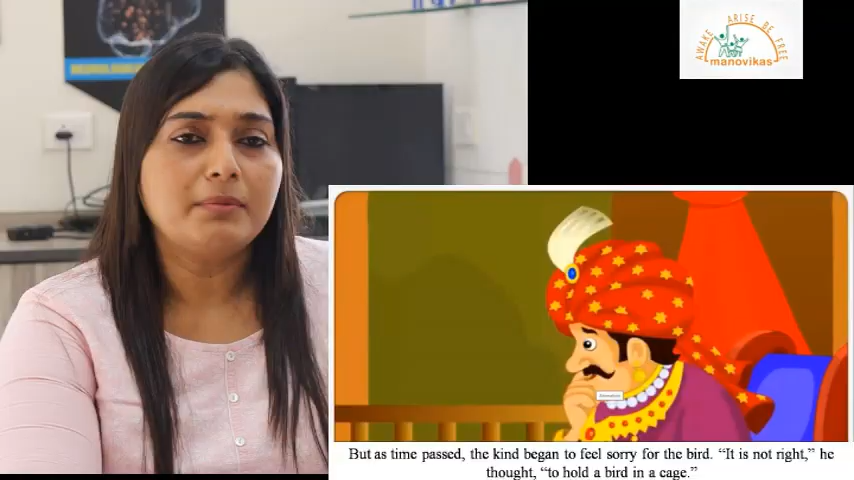 AWAKE ARISE BE FREE
manovikas
But as time passed, the kind began to feel sorry for the bird. “It is not right,” he
thought, “to hold a bird in a cage.”